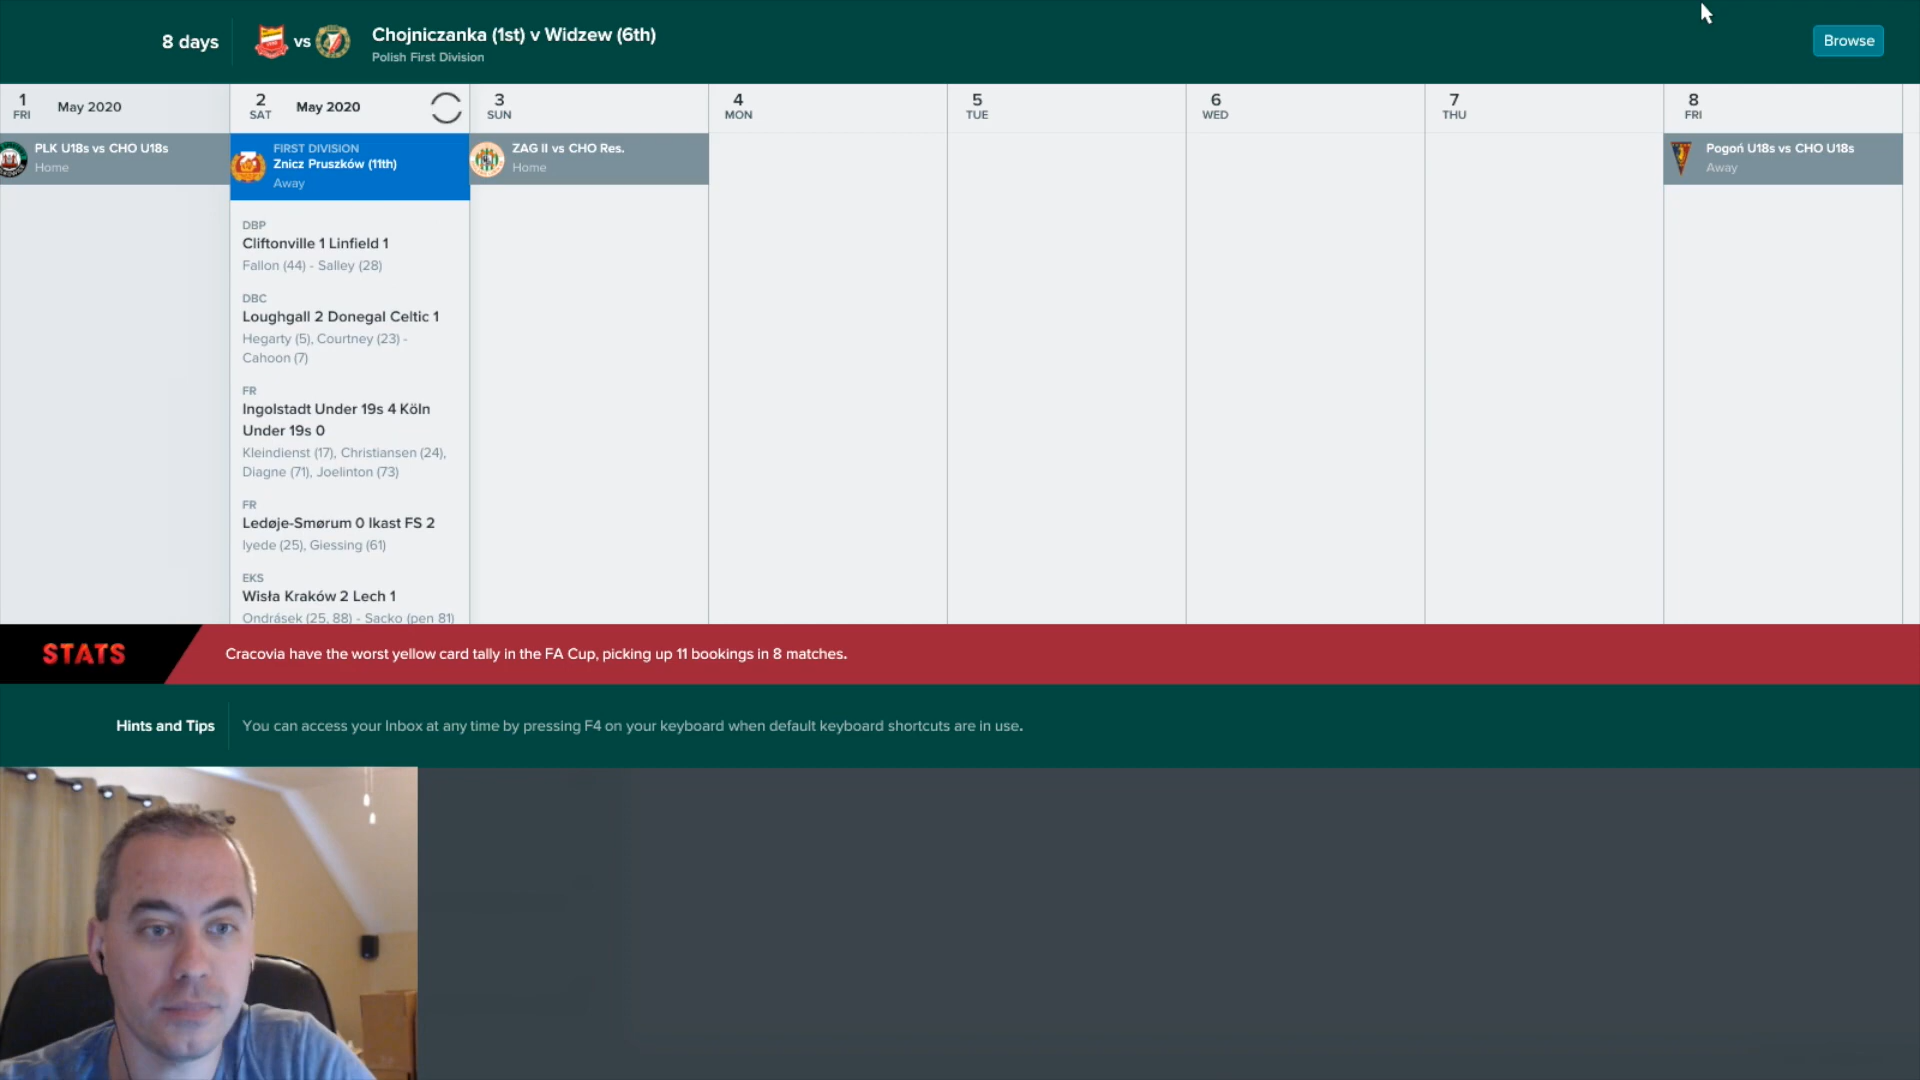 8 days
vs
Chojniczanka (1st) v Widzew (6th)
Polish First Division
Browse
1
FRI
May 2020
2
SAT
May 2020
3
SUN
4
MON
5
TUE
6
WED
7
THU
8
FRI
PLK U18s vs CHO U18s
Home
FIRST DIVISION
Znicz Pruszków (11th)
Away
ZAG II vs CHO Res.
Home
Pogoń U18s vs CHO U18s
Away
DBP
Cliftonville 1 Linfield 1
Fallon (44) - Salley (28)
DBC
Loughgall 2 Donegal Celtic 1
Hegarty (5), Courtney (23) -
Cahoon (7)
FR
Ingolstadt Under 19s 4 Köln
Under 19s 0
Kleindienst (17), Christiansen (24),
Diagne (71), Joelinton (73)
FR
Ledøje-Smørum 0 Ikast FS 2
Iyede (25), Giessing (61)
EKS
Wisła Kraków 2 Lech 1
Ondrásek (25, 88) - Sacko (pen 81)
STATS
Cracovia have the worst yellow card tally in the FA Cup, picking up 11 bookings in 8 matches.
Hints and Tips
You can access your Inbox at any time by pressing F4 on your keyboard when default keyboard shortcuts are in use.